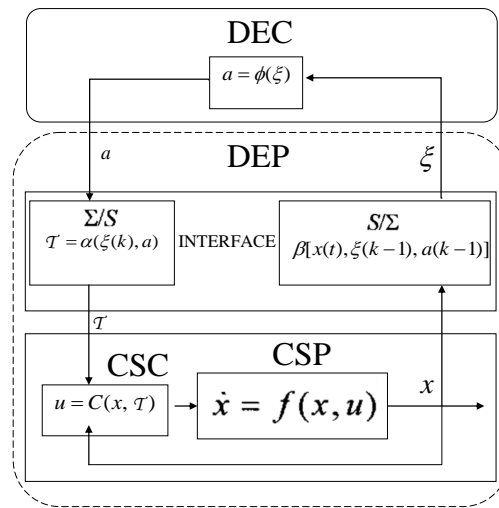 DEC
a = ϕ(ξ)
a
DEP
ξ
Σ/S
𝒯 = α(ξ(k), a)
INTERFACE
S/Σ
β[x(t), ξ(k−1), a(k−1)]
𝒯
CSC
CSP
u = C(x, 𝒯)
ẋ = f(x, u)
x